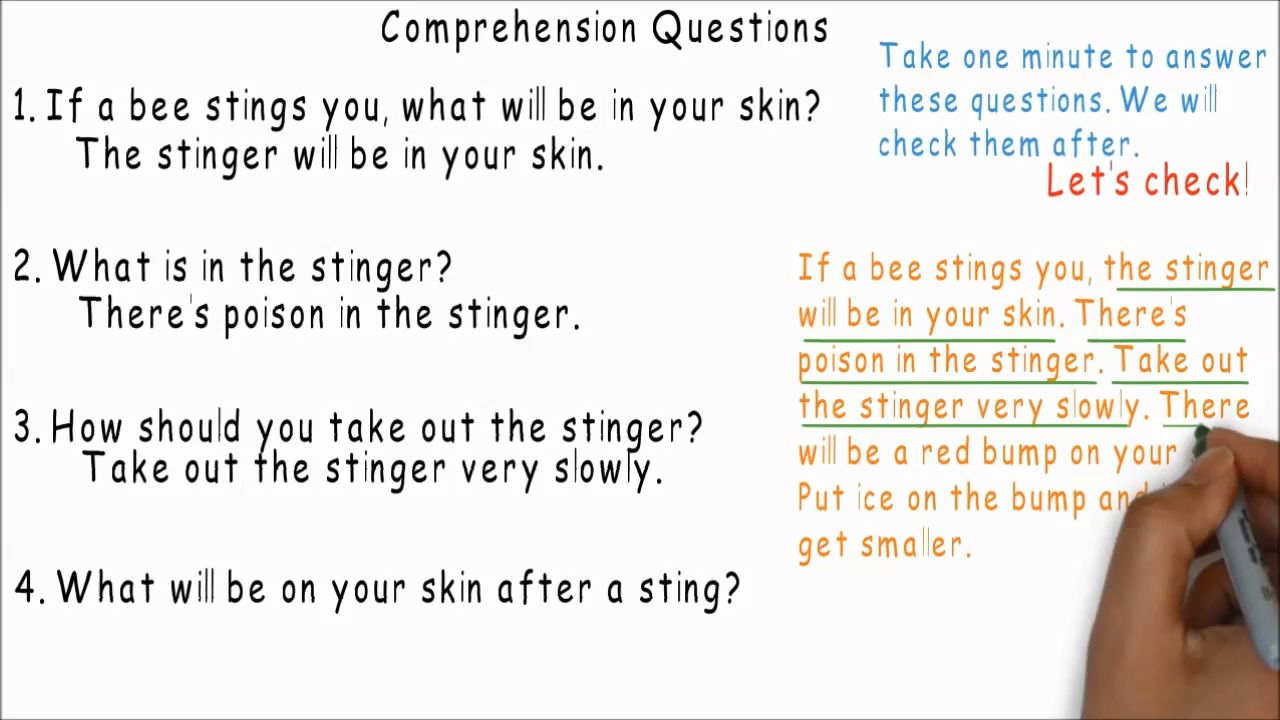 Comprehension Questions
Take one minute to answer
these questions. We will
check them after.
Let's check!
1. If a bee stings you, what will be in your skin?
The stinger will be in your skin.
2. What is in the stinger?
There's poison in the stinger.
3. How should you take out the stinger?
Take out the stinger very slowly.
4. What will be on your skin after a sting?
If a bee stings you, the stinger
will be in your skin. There's
poison in the stinger. Take out
the stinger very slowly. There
will be a red bump on your
Put ice on the bump and
get smaller.